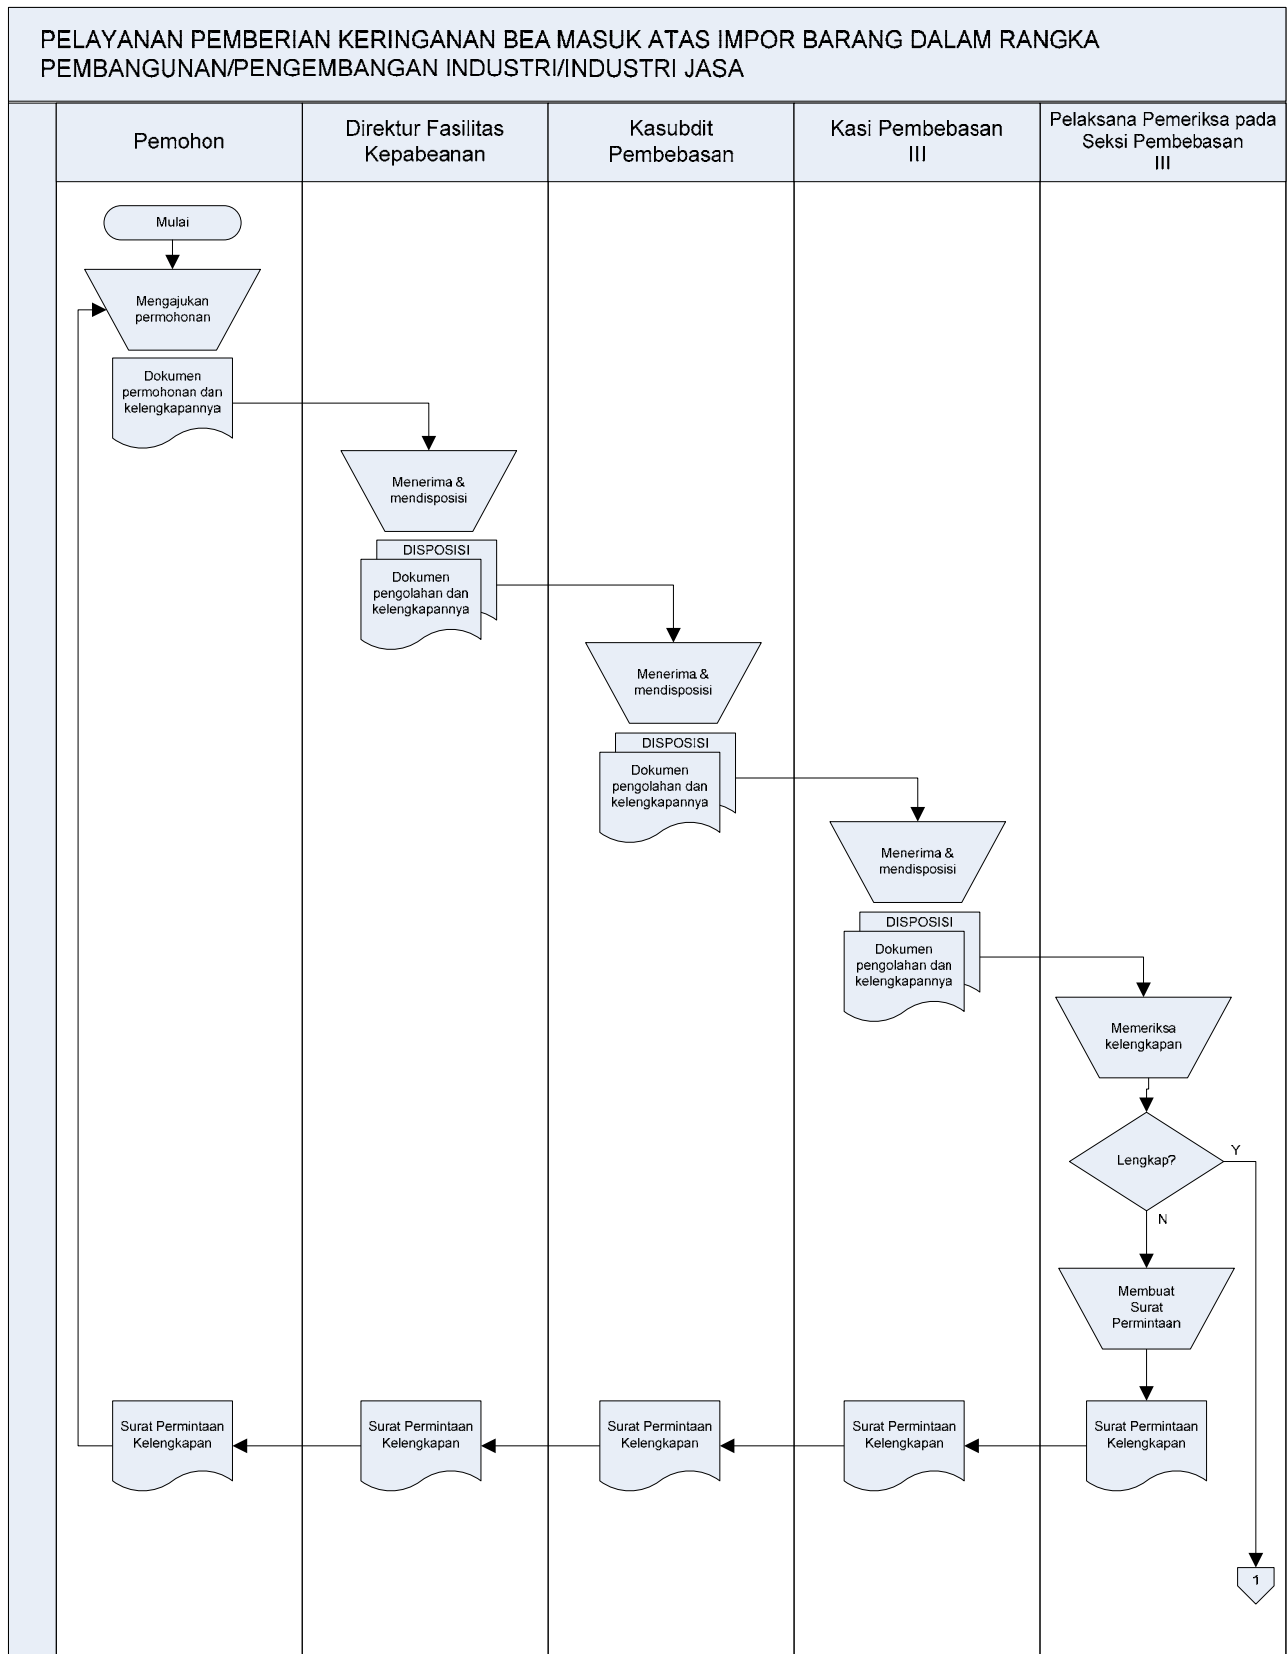 PELAYANAN PEMBERIAN KERINGANAN BEA MASUK ATAS IMPOR BARANG DALAM RANGKA
PEMBANGUNAN/PENGEMBANGAN INDUSTRI/INDUSTRI JASA
Pemohon
Direktur Fasilitas
Kepabeanan
Kasubdit
Pembebasan
Kasi Pembebasan
III
Pelaksana Pemeriksa pada
Seksi Pembebasan
III
Mulai
Mengajukan
permohonan
Dokumen
permohonan dan
kelengkapannya
Menerima &
mendisposisi
DISPOSISI
Dokumen
pengolahan dan
kelengkapannya
Menerima &
mendisposisi
DISPOSISI
Dokumen
pengolahan dan
kelengkapannya
Menerima &
mendisposisi
DISPOSISI
Dokumen
pengolahan dan
kelengkapannya
Memeriksa
kelengkapan
Lengkap?
Y
N
Membuat
Surat
Permintaan
Surat Permintaan
Kelengkapan
Surat Permintaan
Kelengkapan
Surat Permintaan
Kelengkapan
Surat Permintaan
Kelengkapan
Surat Permintaan
Kelengkapan
1